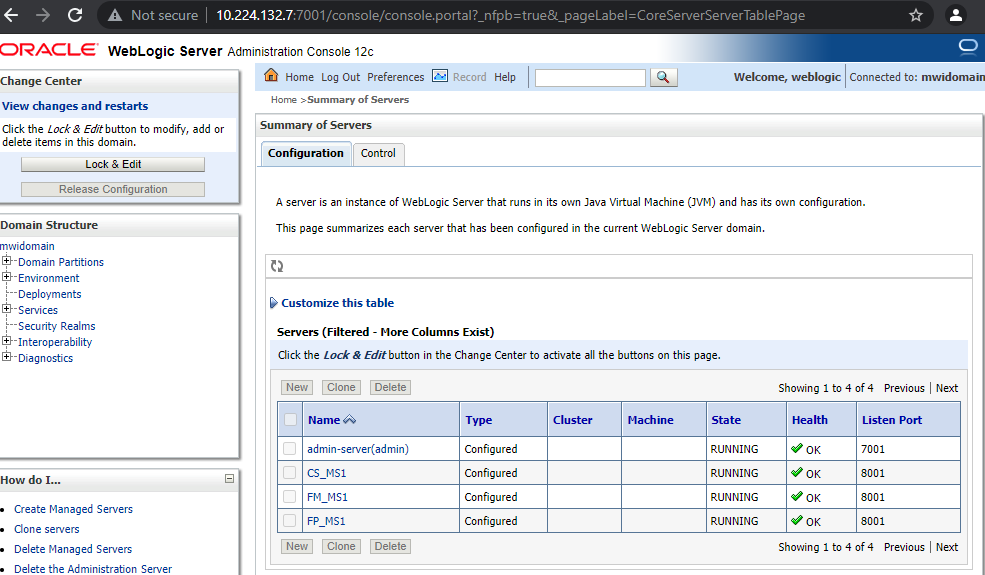 Not secure | 10.224.132.7:7001/console/console.portal?_nfpb=true&_pageLabel=CoreServerServerTablePage
ORACLE WebLogic Server Administration Console 12c
Change Center
View changes and restarts
Click the Lock & Edit button to modify, add or
delete items in this domain.
Lock & Edit
Release Configuration
Domain Structure
mwidomain
Domain Partitions
Environment
Deployments
Services
Security Realms
Interoperability
Diagnostics
How do I...
Create Managed Servers
Clone servers
Delete Managed Servers
Delete the Administration Server
Home Log Out Preferences Record Help
Welcome, weblogic Connected to: mwidomain
Home >Summary of Servers
Summary of Servers
Configuration Control
A server is an instance of WebLogic Server that runs in its own Java Virtual Machine (JVM) and has its own configuration.
This page summarizes each server that has been configured in the current WebLogic Server domain.
Customize this table
Servers (Filtered - More Columns Exist)
Click the Lock & Edit button in the Change Center to activate all the buttons on this page.
New Clone Delete Showing 1 to 4 of 4 Previous | Next
Name Type Cluster Machine State Health Listen Port
admin-server(admin) Configured RUNNING OK 7001
CS_MS1 Configured RUNNING OK 8001
FM_MS1 Configured RUNNING OK 8001
FP_MS1 Configured RUNNING OK 8001
New Clone Delete Showing 1 to 4 of 4 Previous | Next